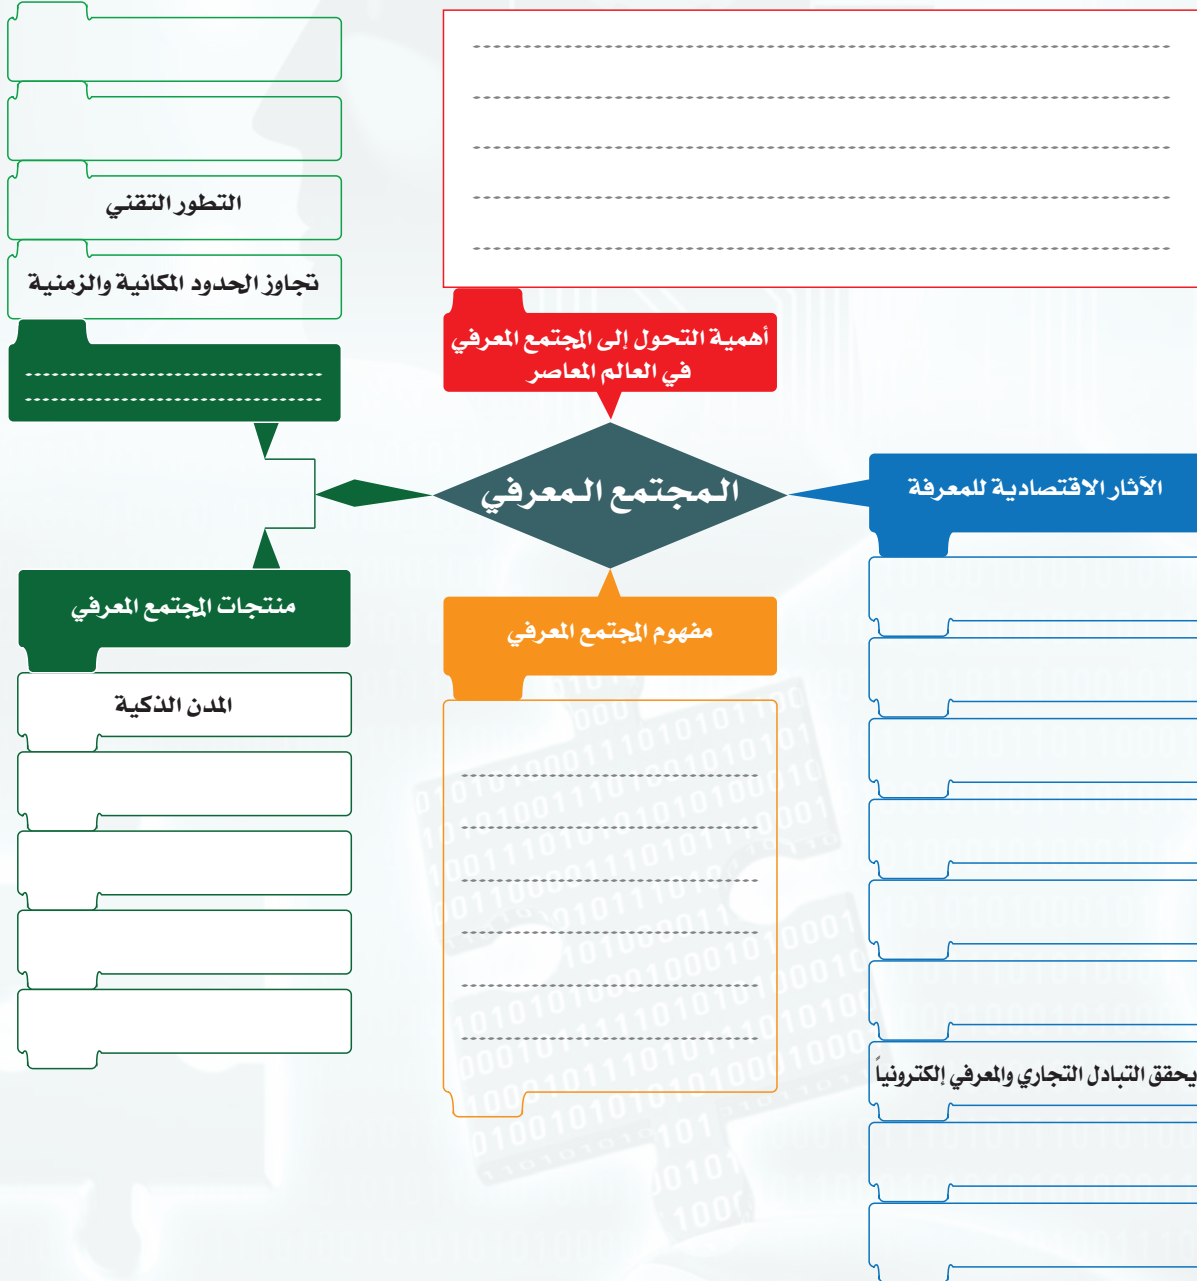 التطور التقني
تجاوز الحدود المكانية والزمنية
أهمية التحول إلى المجتمع المعرفي
في العالم المعاصر
المجتمع المعرفي
الآثار الاقتصادية للمعرفة
منتجات المجتمع المعرفي
مفهوم المجتمع المعرفي
المدن الذكية
يحقق التبادل التجاري والمعرفي إلكترونياً